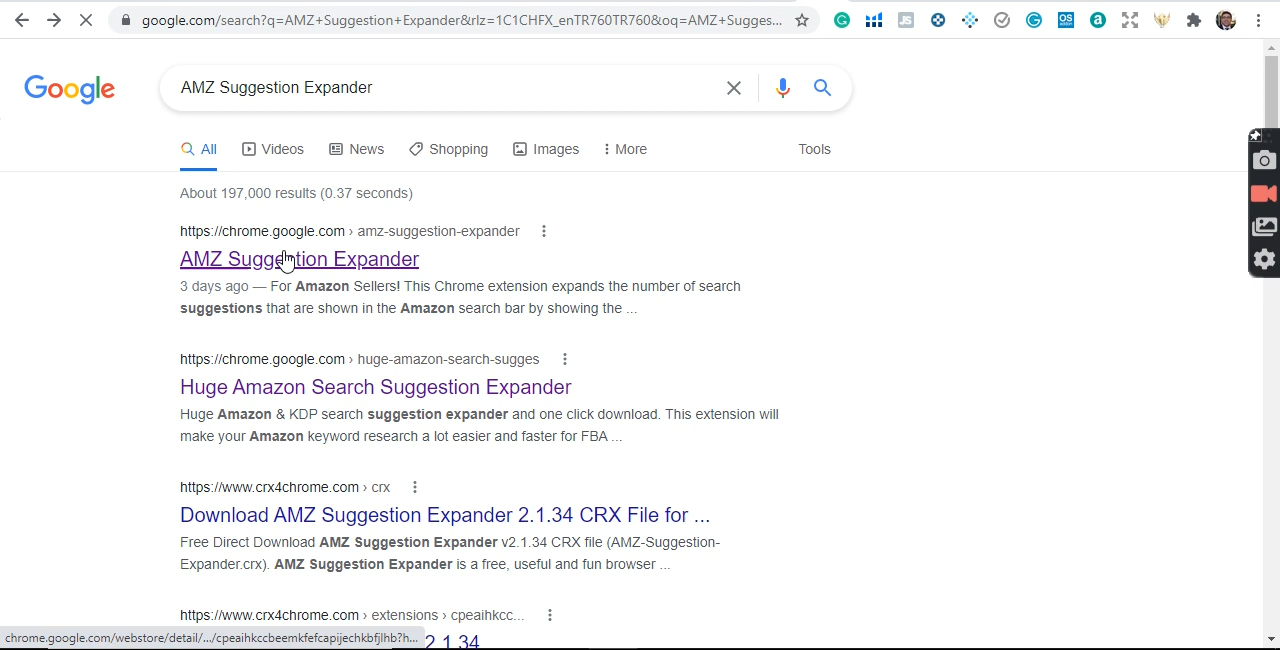 google.com/search?q=AMZ+Suggestion+Expander&rlz=1C1CHFX_enTR760TR760&oq=AMZ+Sugges...
Google
AMZ Suggestion Expander
All
Videos
News
Shopping
Images
More
Tools
About 197,000 results (0.37 seconds)
https://chrome.google.com › amz-suggestion-expander
AMZ Suggestion Expander
3 days ago — For Amazon Sellers! This Chrome extension expands the number of search
suggestions that are shown in the Amazon search bar by showing the ...
https://chrome.google.com › huge-amazon-search-sugges
Huge Amazon Search Suggestion Expander
Huge Amazon & KDP search suggestion expander and one click download. This extension will
make your Amazon keyword research a lot easier and faster for FBA ...
https://www.crx4chrome.com › crx
Download AMZ Suggestion Expander 2.1.34 CRX File for ...
Free Direct Download AMZ Suggestion Expander v2.1.34 CRX file (AMZ-Suggestion-
Expander.crx). AMZ Suggestion Expander is a free, useful and fun browser ...
https://www.crx4chrome.com › extensions › cpeaihkcc...
2.1.34
chrome.google.com/webstore/detail/.../cpeaihkccbeemkfefcapijechkbfjlhb?h...